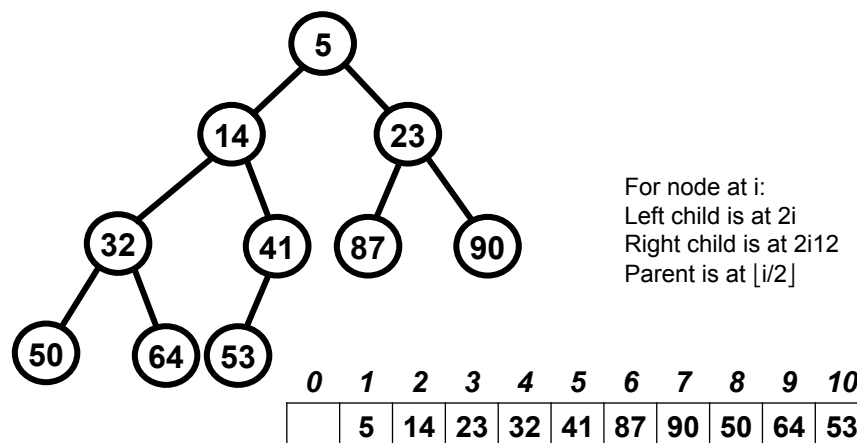 5
14 23
32 41 87 90
50 64 53
For node at i:
Left child is at 2i
Right child is at 2i12
Parent is at ⌊i/2⌋
0 1 2 3 4 5 6 7 8 9 10
5 14 23 32 41 87 90 50 64 53